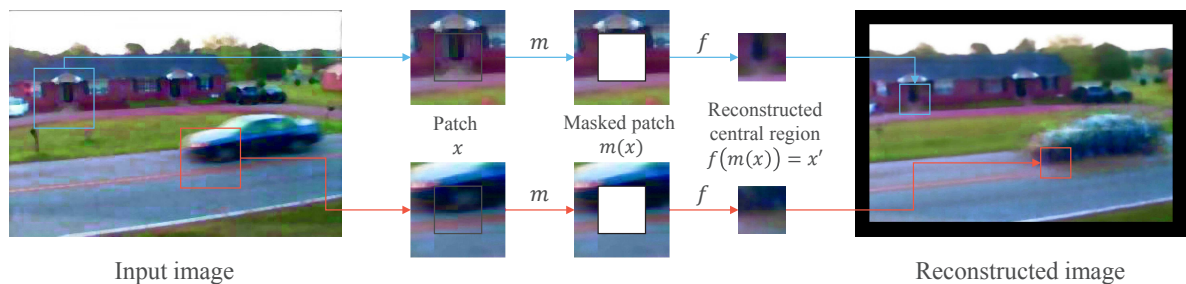 m
f
Patch
x
Masked patch
m(x)
Reconstructed
central region
f(m(x)) = x′
m
f
Input image
Reconstructed image